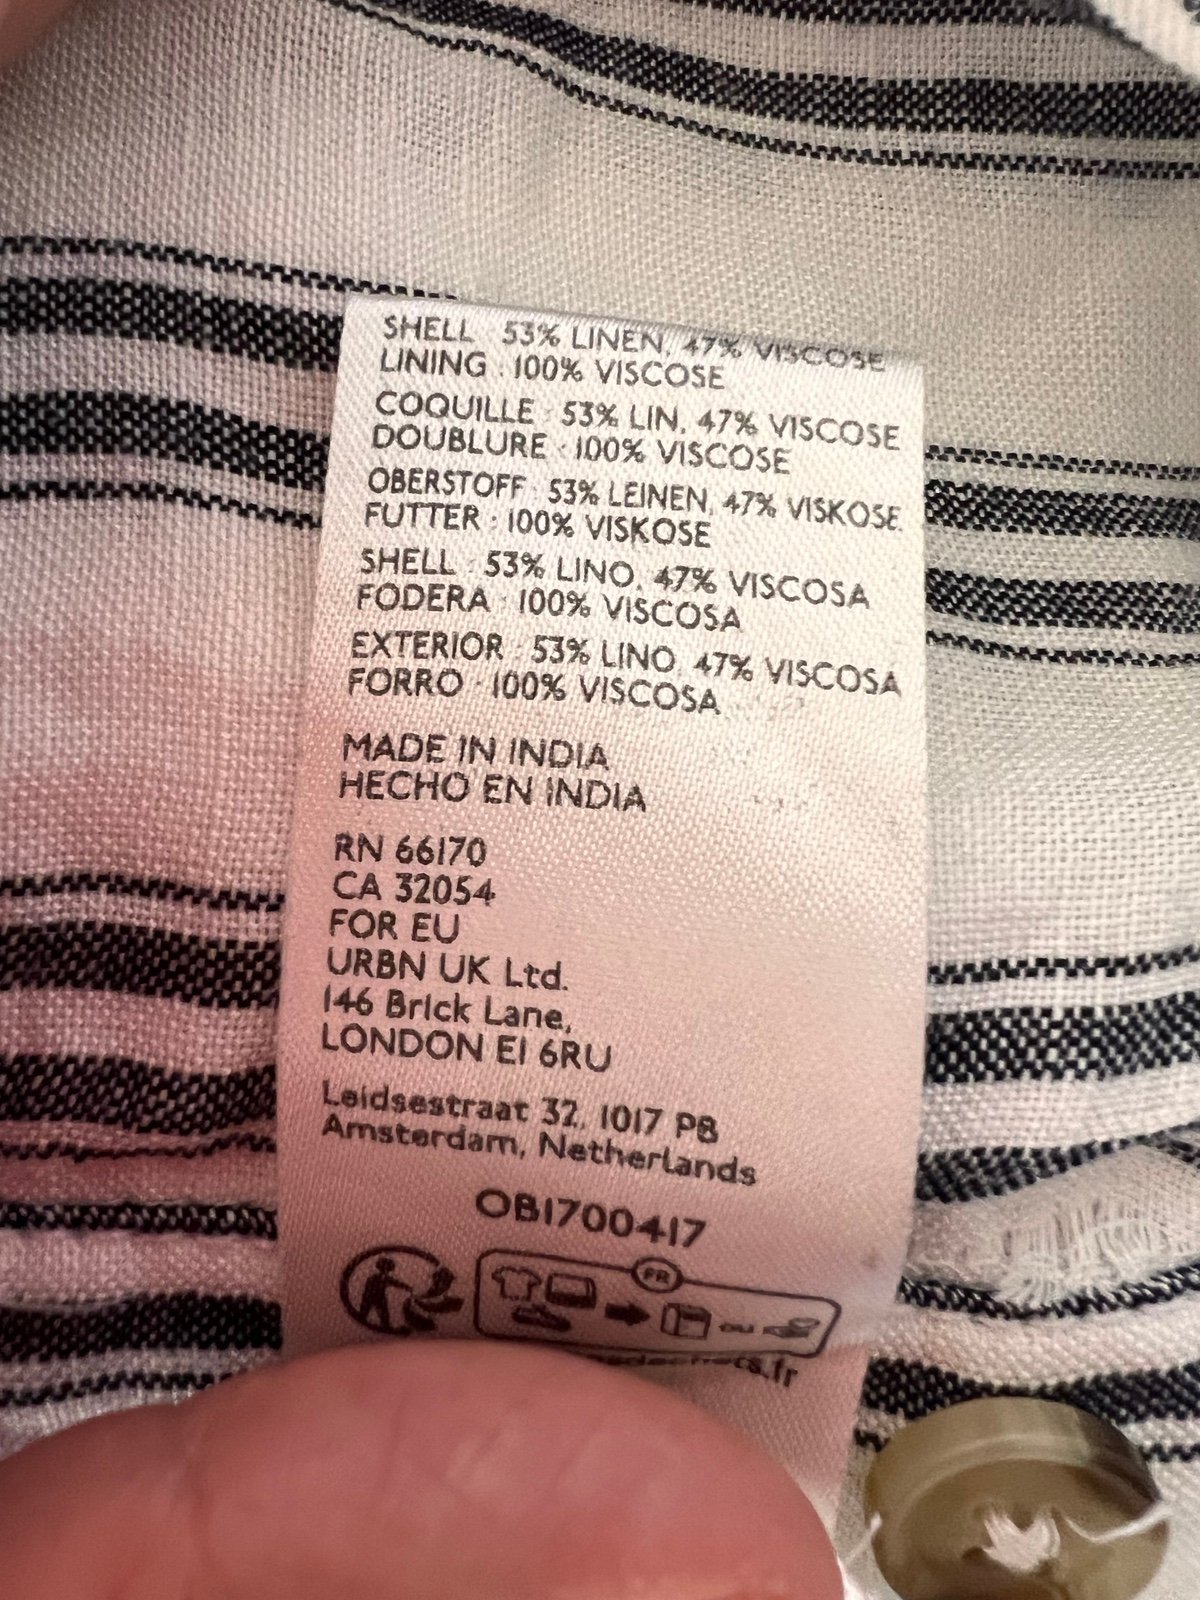 SHELL : 53% LINEN, 47% VISCOSE
LINING : 100% VISCOSE
COQUILLE : 53% LIN, 47% VISCOSE
DOUBLURE : 100% VISCOSE
OBERSTOFF : 53% LEINEN, 47% VISKOSE
FUTTER : 100% VISKOSE
SHELL : 53% LINO, 47% VISCOSA
FODERA : 100% VISCOSA
EXTERIOR : 53% LINO, 47% VISCOSA
FORRO : 100% VISCOSA
MADE IN INDIA
HECHO EN INDIA
RN 66170
CA 32054
FOR EU
URBN UK Ltd.
146 Brick Lane,
LONDON E1 6RU
Leidsestraat 32, 1017 PB
Amsterdam, Netherlands
OB1700417
FR
ou